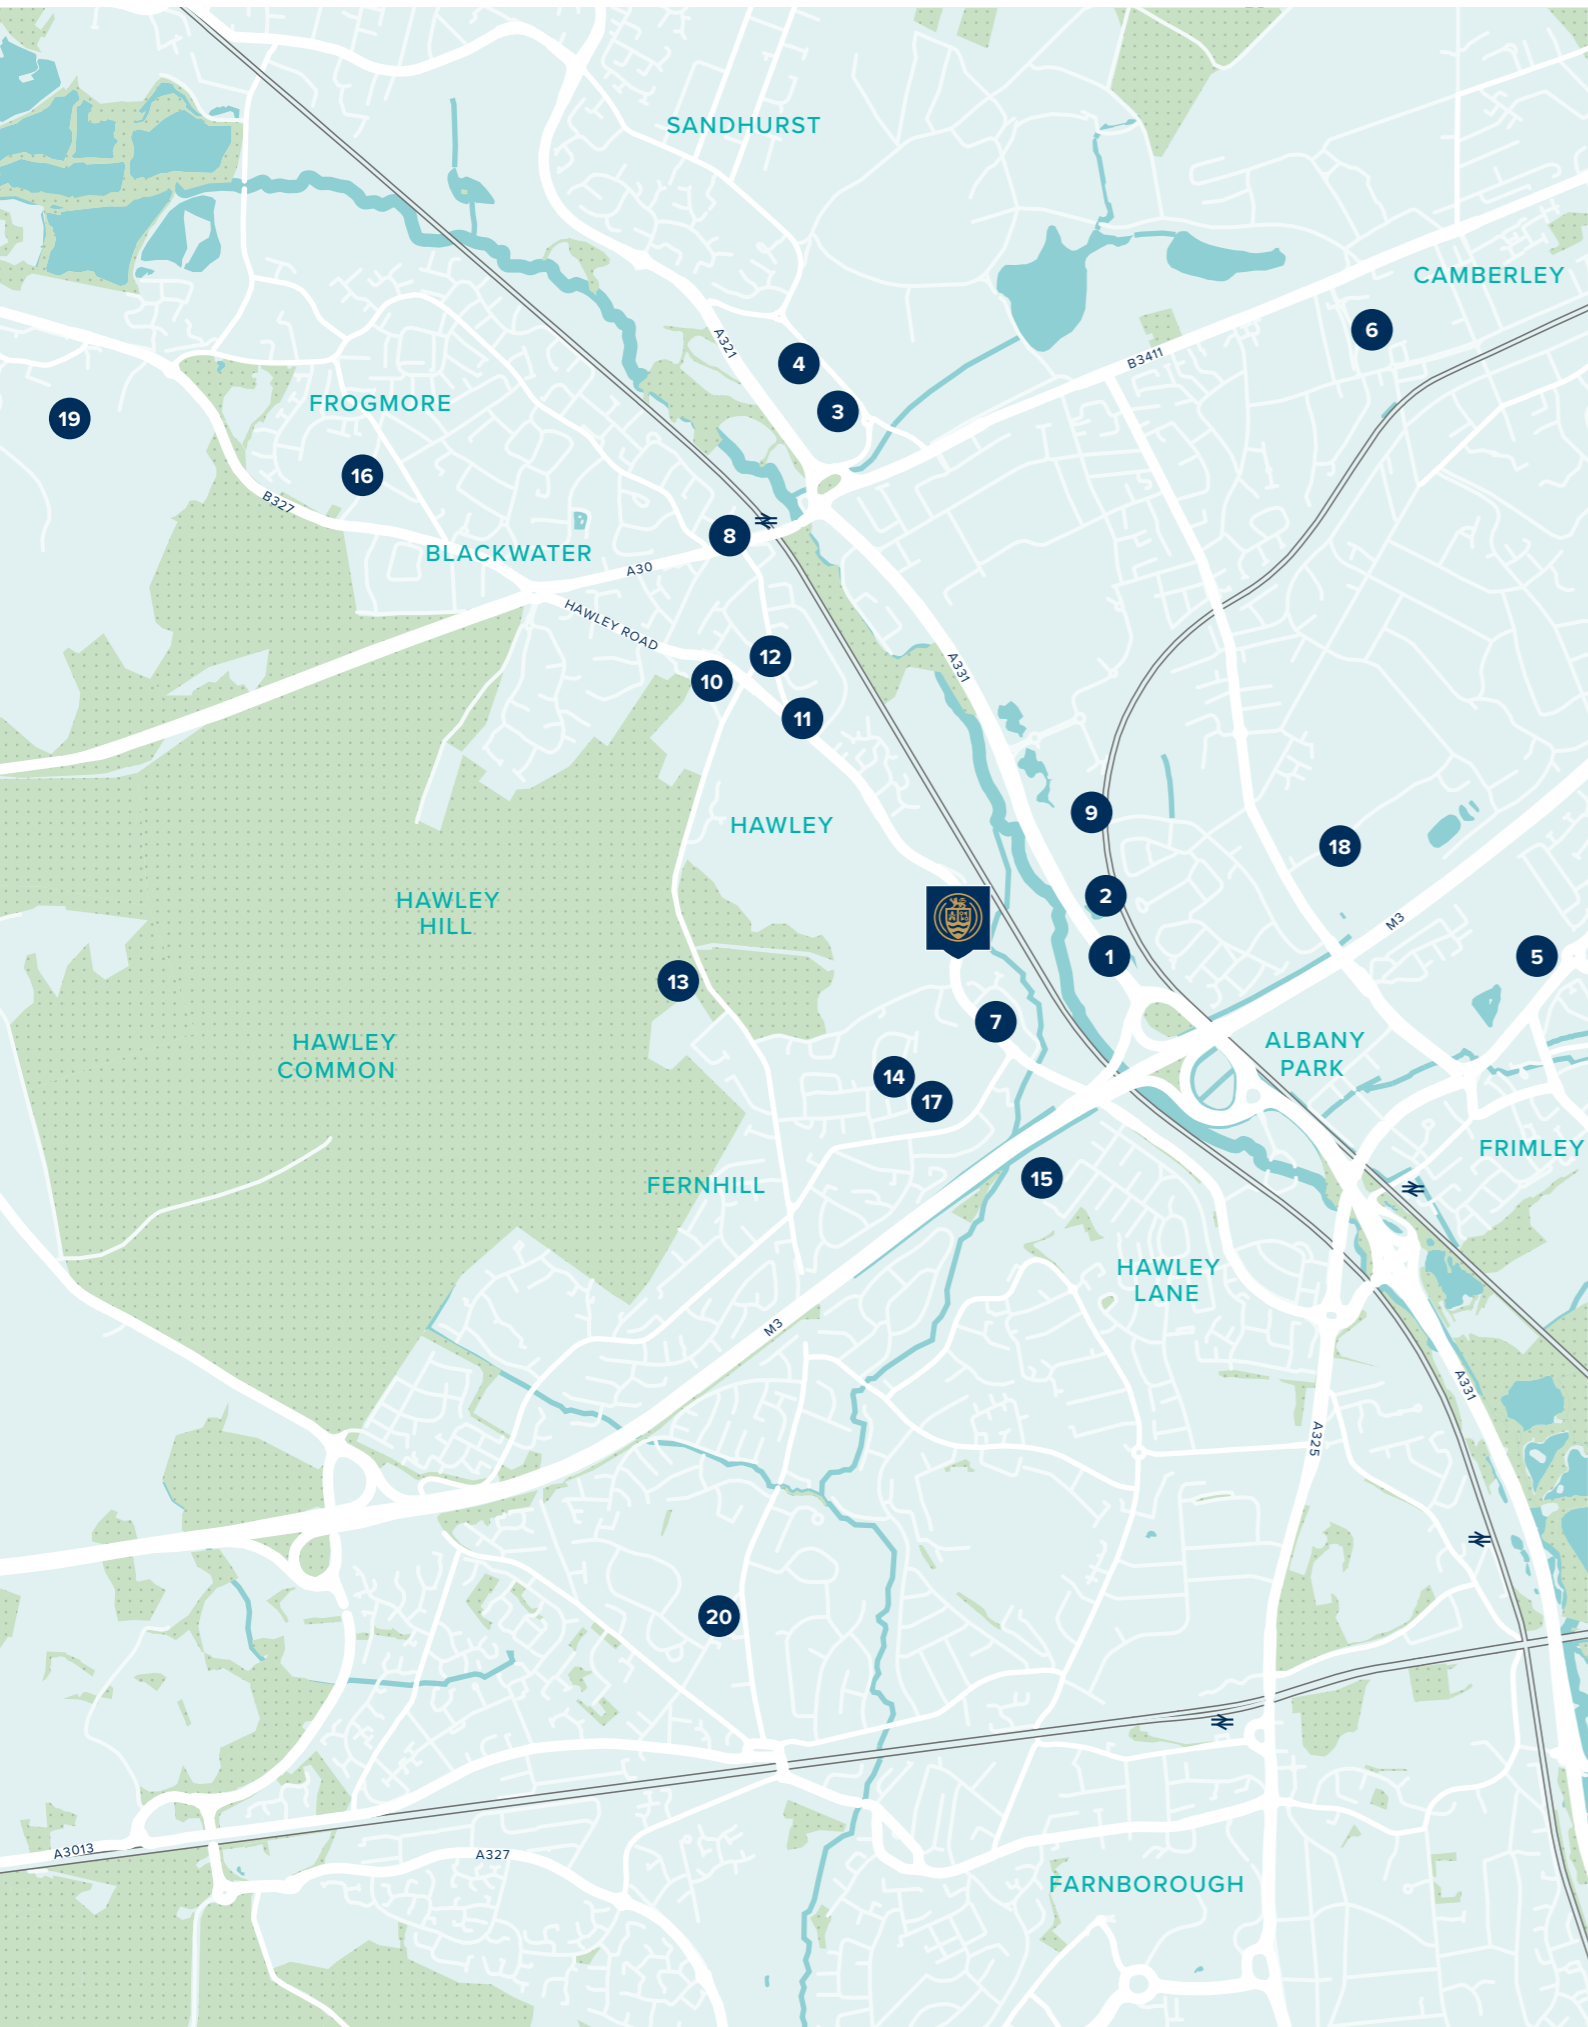 SANDHURST
CAMBERLEY
6
A321
B3411
4
3
FROGMORE
19
16
B327
8
BLACKWATER
A30
HAWLEY ROAD
12
10
11
A331
9
HAWLEY
18
2
HAWLEY
HILL
M3
1
5
13
7
HAWLEY
COMMON
ALBANY
PARK
14
17
FRIMLEY
15
FERNHILL
HAWLEY
LANE
M3
A331
A325
20
A3013
A327
FARNBOROUGH